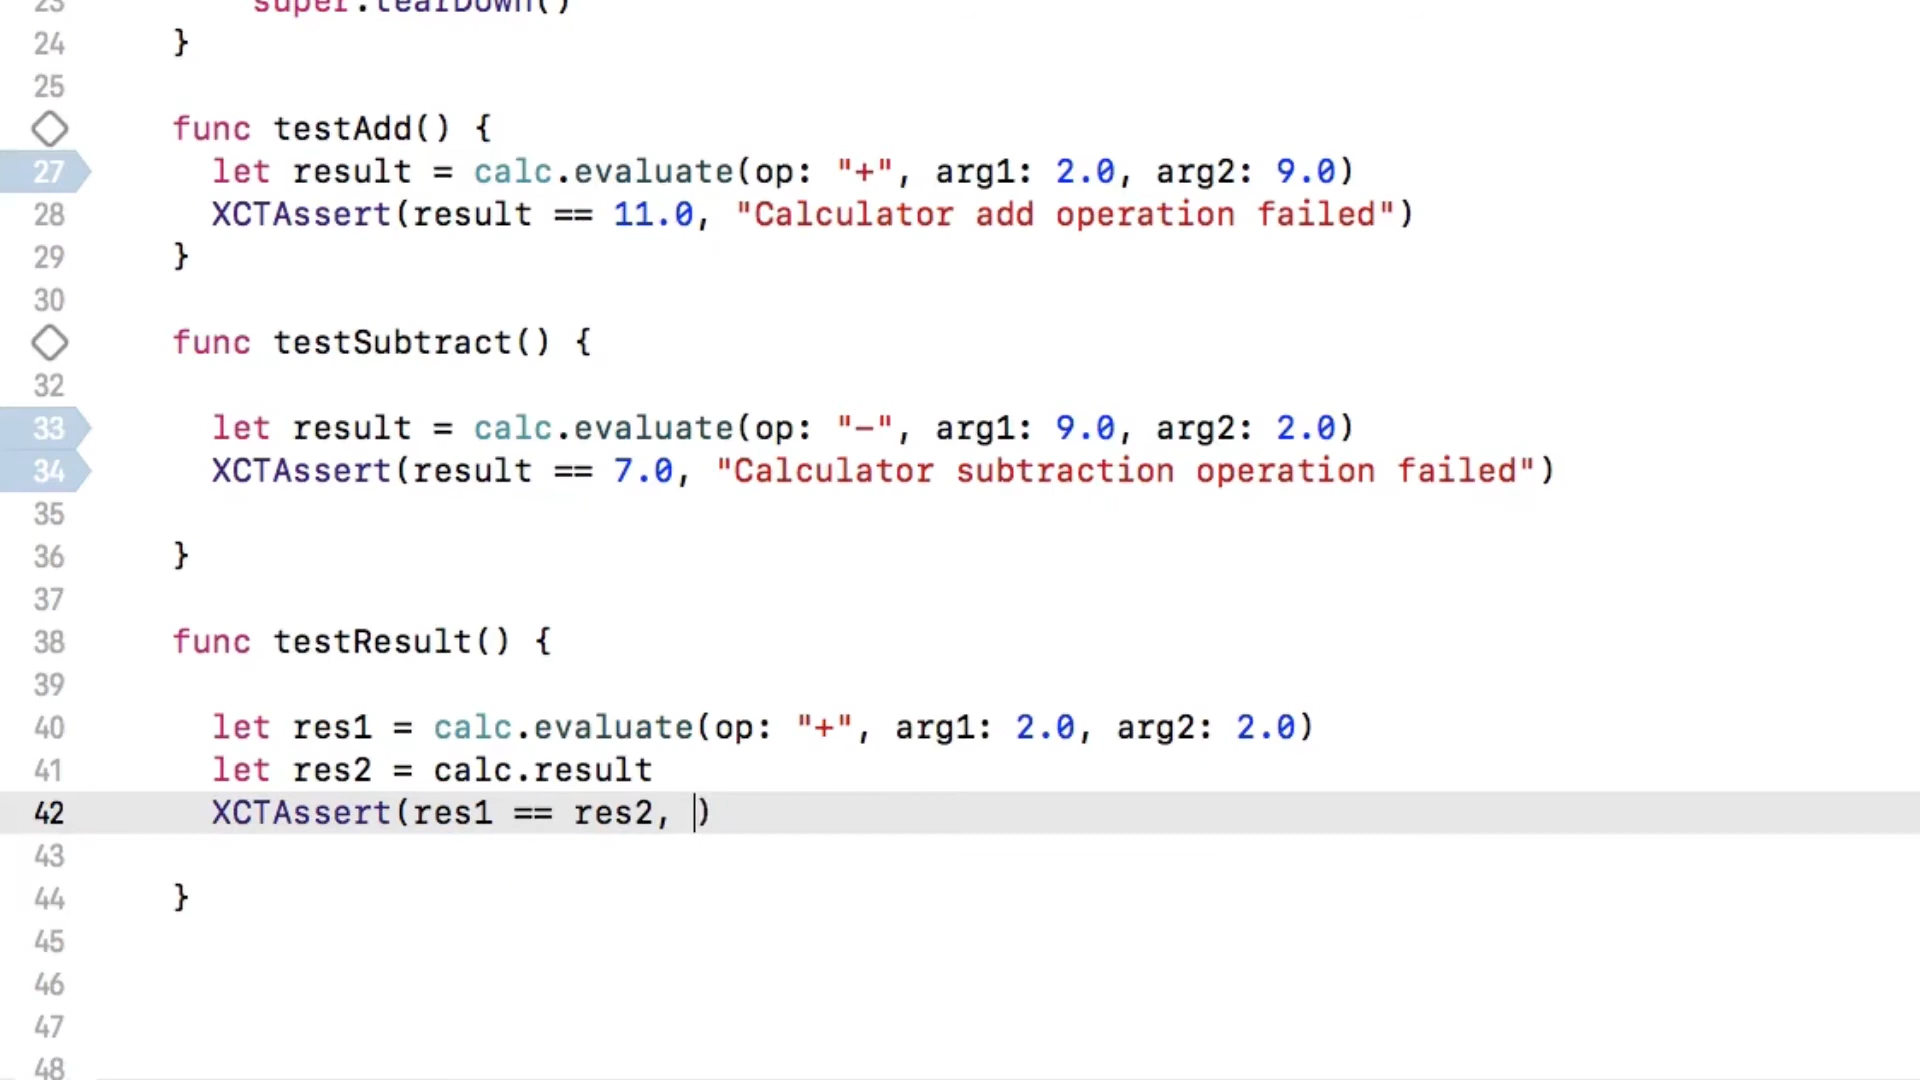 23 super.tearDown()
24 }
25
func testAdd() {
27 let result = calc.evaluate(op: "+", arg1: 2.0, arg2: 9.0)
28 XCTAssert(result == 11.0, "Calculator add operation failed")
29 }
30
func testSubtract() {
32
33 let result = calc.evaluate(op: "−", arg1: 9.0, arg2: 2.0)
34 XCTAssert(result == 7.0, "Calculator subtraction operation failed")
35
36 }
37
38 func testResult() {
39
40 let res1 = calc.evaluate(op: "+", arg1: 2.0, arg2: 2.0)
41 let res2 = calc.result
42 XCTAssert(res1 == res2, )
43
44 }
45
46
47
48